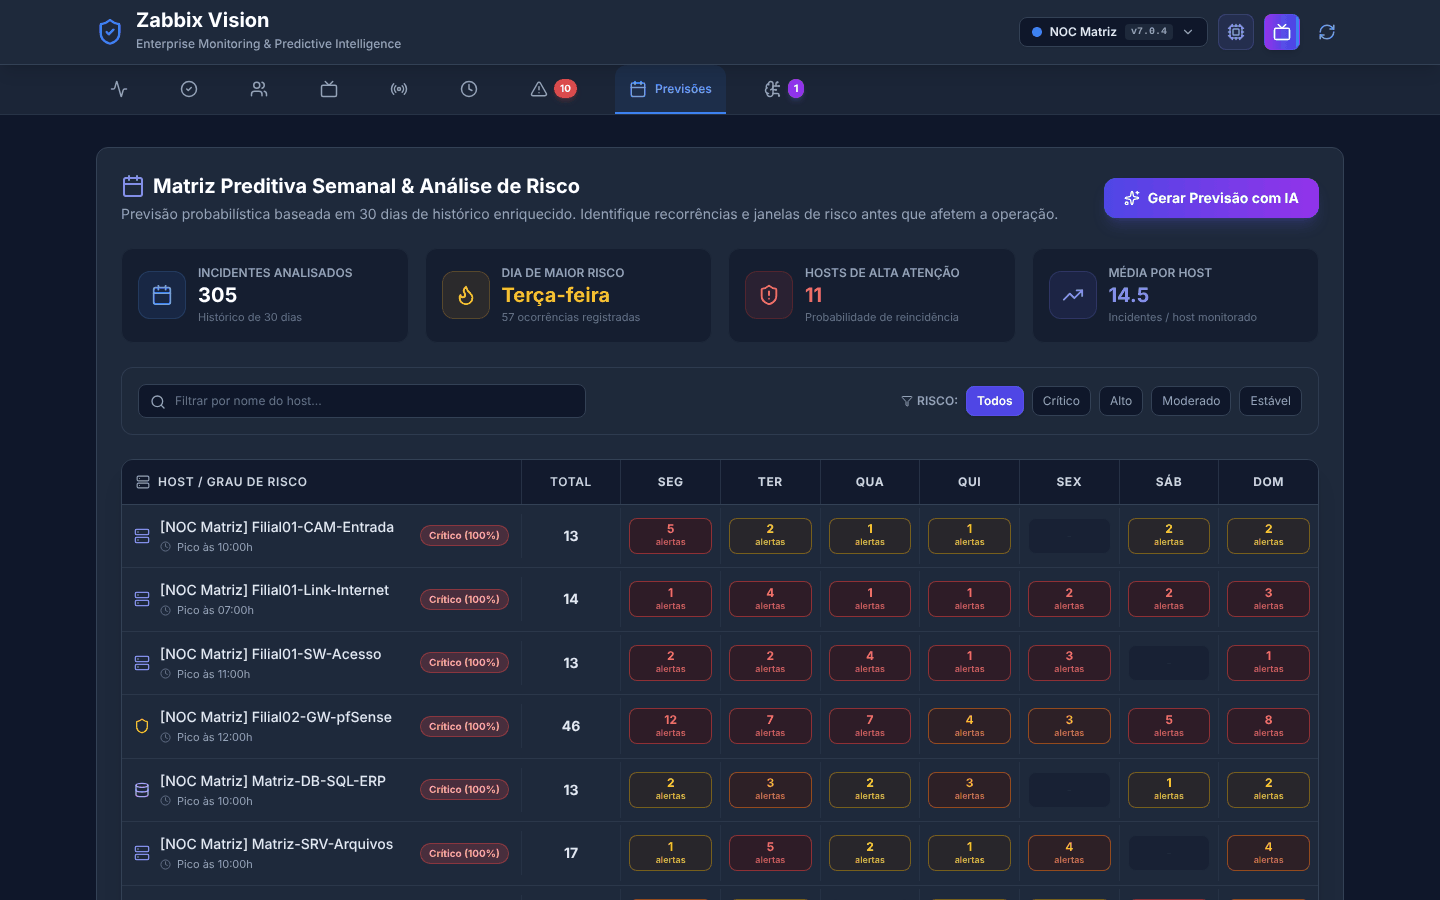 Zabbix Vision
Enterprise Monitoring & Predictive Intelligence
NOC Matriz v7.0.4
10
Previsões
1
Matriz Preditiva Semanal & Análise de Risco
Previsão probabilística baseada em 30 dias de histórico enriquecido. Identifique recorrências e janelas de risco antes que afetem a operação.
Gerar Previsão com IA
INCIDENTES ANALISADOS
305
Histórico de 30 dias
DIA DE MAIOR RISCO
Terça-feira
57 ocorrências registradas
HOSTS DE ALTA ATENÇÃO
11
Probabilidade de reincidência
MÉDIA POR HOST
14.5
Incidentes / host monitorado
Filtrar por nome do host...
RISCO: Todos Crítico Alto Moderado Estável
HOST / GRAU DE RISCO TOTAL SEG TER QUA QUI SEX SÁB DOM
[NOC Matriz] Filial01-CAM-Entrada
Pico às 10:00h
Crítico (100%)
13
5 2 1 1 2 2
alertas alertas alertas alertas alertas alertas
[NOC Matriz] Filial01-Link-Internet
Pico às 07:00h
Crítico (100%)
14
1 4 1 1 2 2 3
alertas alertas alertas alertas alertas alertas alertas
[NOC Matriz] Filial01-SW-Acesso
Pico às 11:00h
Crítico (100%)
13
2 2 4 1 3 1
alertas alertas alertas alertas alertas alertas
[NOC Matriz] Filial02-GW-pfSense
Pico às 12:00h
Crítico (100%)
46
12 7 7 4 3 5 8
alertas alertas alertas alertas alertas alertas alertas
[NOC Matriz] Matriz-DB-SQL-ERP
Pico às 10:00h
Crítico (100%)
13
2 3 2 3 1 2
alertas alertas alertas alertas alertas alertas
[NOC Matriz] Matriz-SRV-Arquivos
Pico às 10:00h
Crítico (100%)
17
1 5 2 1 4 4
alertas alertas alertas alertas alertas alertas